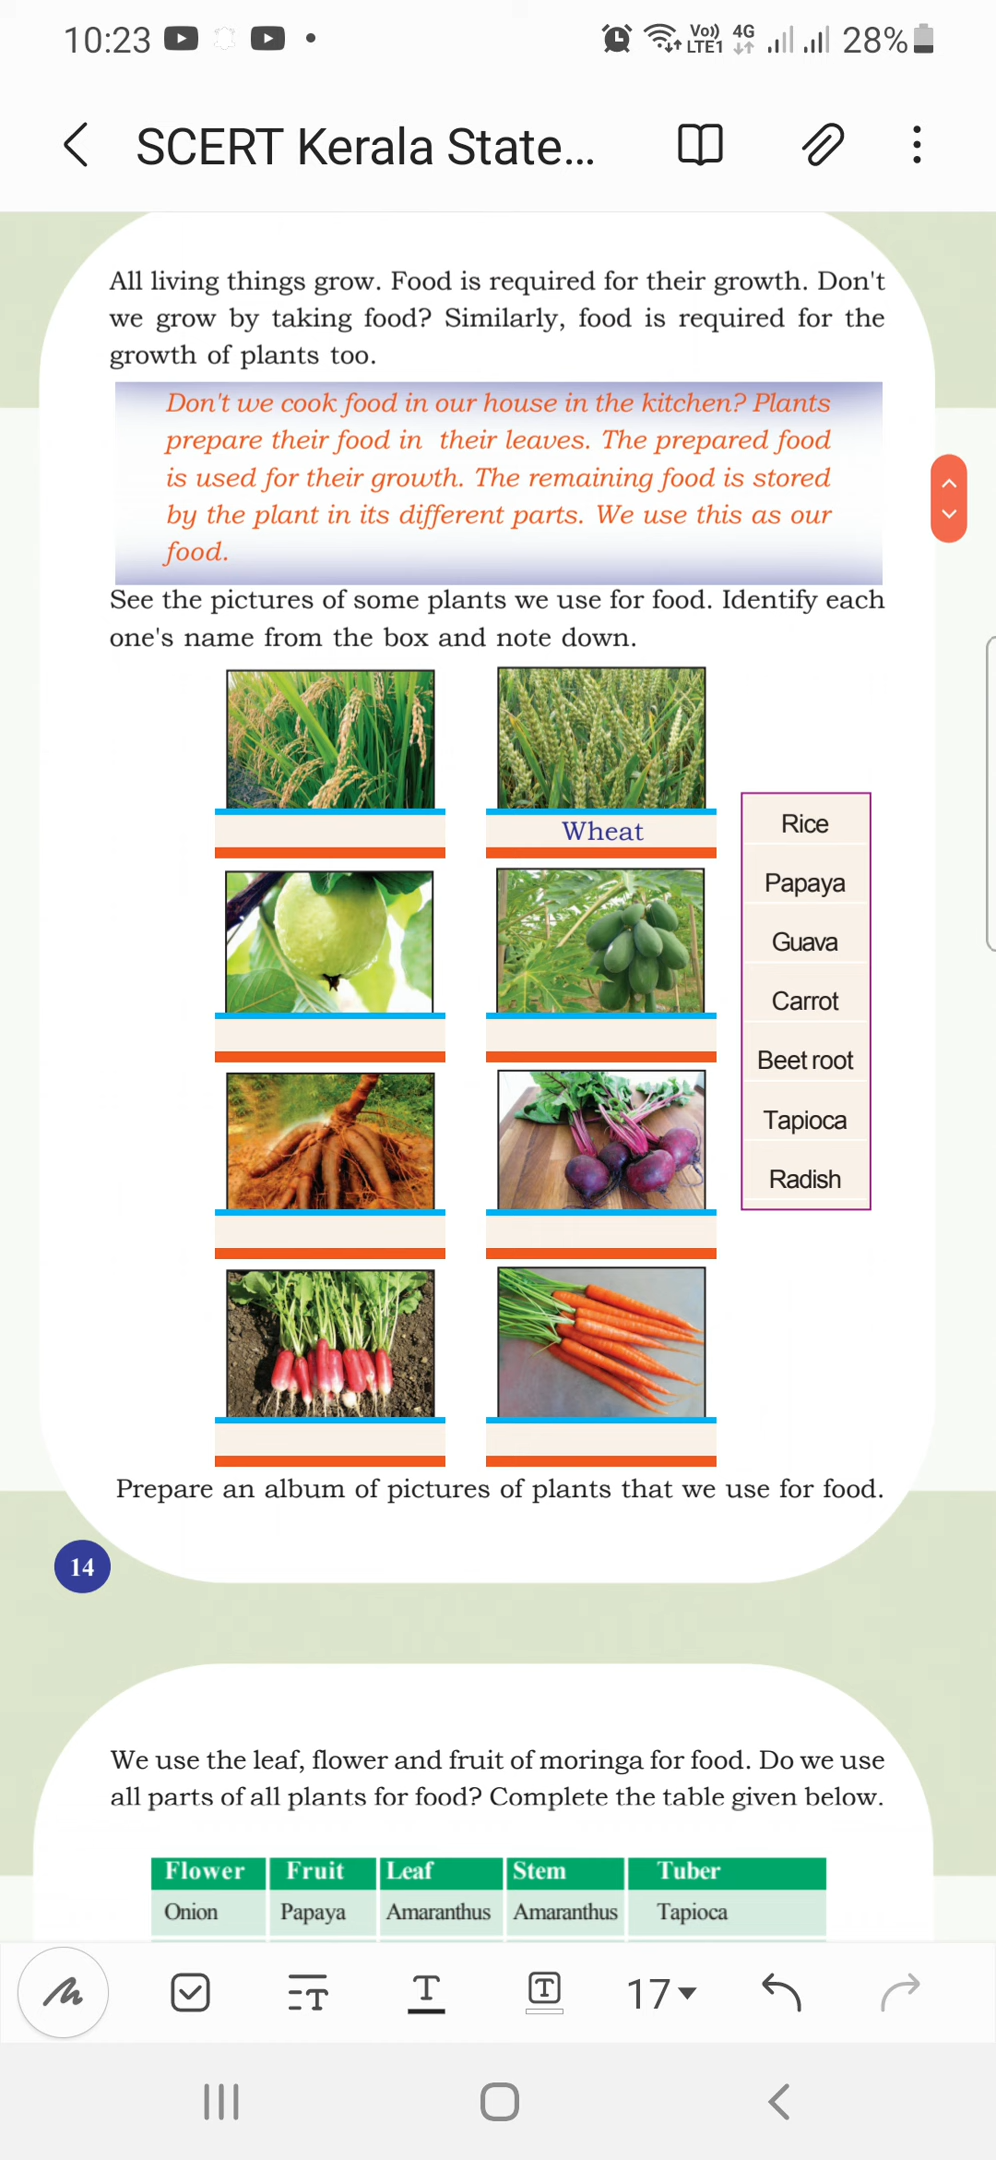 10:23
Vo)) 4G
LTE1
28%
SCERT Kerala State...
All living things grow. Food is required for their growth. Don't
we grow by taking food? Similarly, food is required for the
growth of plants too.
Don't we cook food in our house in the kitchen? Plants
prepare their food in their leaves. The prepared food
is used for their growth. The remaining food is stored
by the plant in its different parts. We use this as our
food.
See the pictures of some plants we use for food. Identify each
one's name from the box and note down.
Wheat
Rice
Papaya
Guava
Carrot
Beet root
Tapioca
Radish
Prepare an album of pictures of plants that we use for food.
14
We use the leaf, flower and fruit of moringa for food. Do we use
all parts of all plants for food? Complete the table given below.
Flower Fruit Leaf Stem Tuber
Onion Papaya Amaranthus Amaranthus Tapioca
17